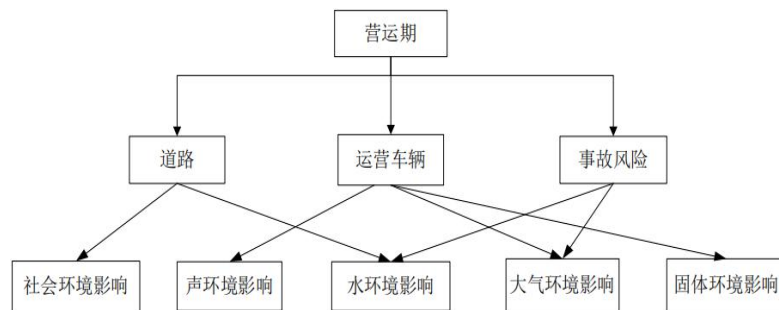 营运期
道路
运营车辆
事故风险
社会环境影响
声环境影响
水环境影响
大气环境影响
固体环境影响